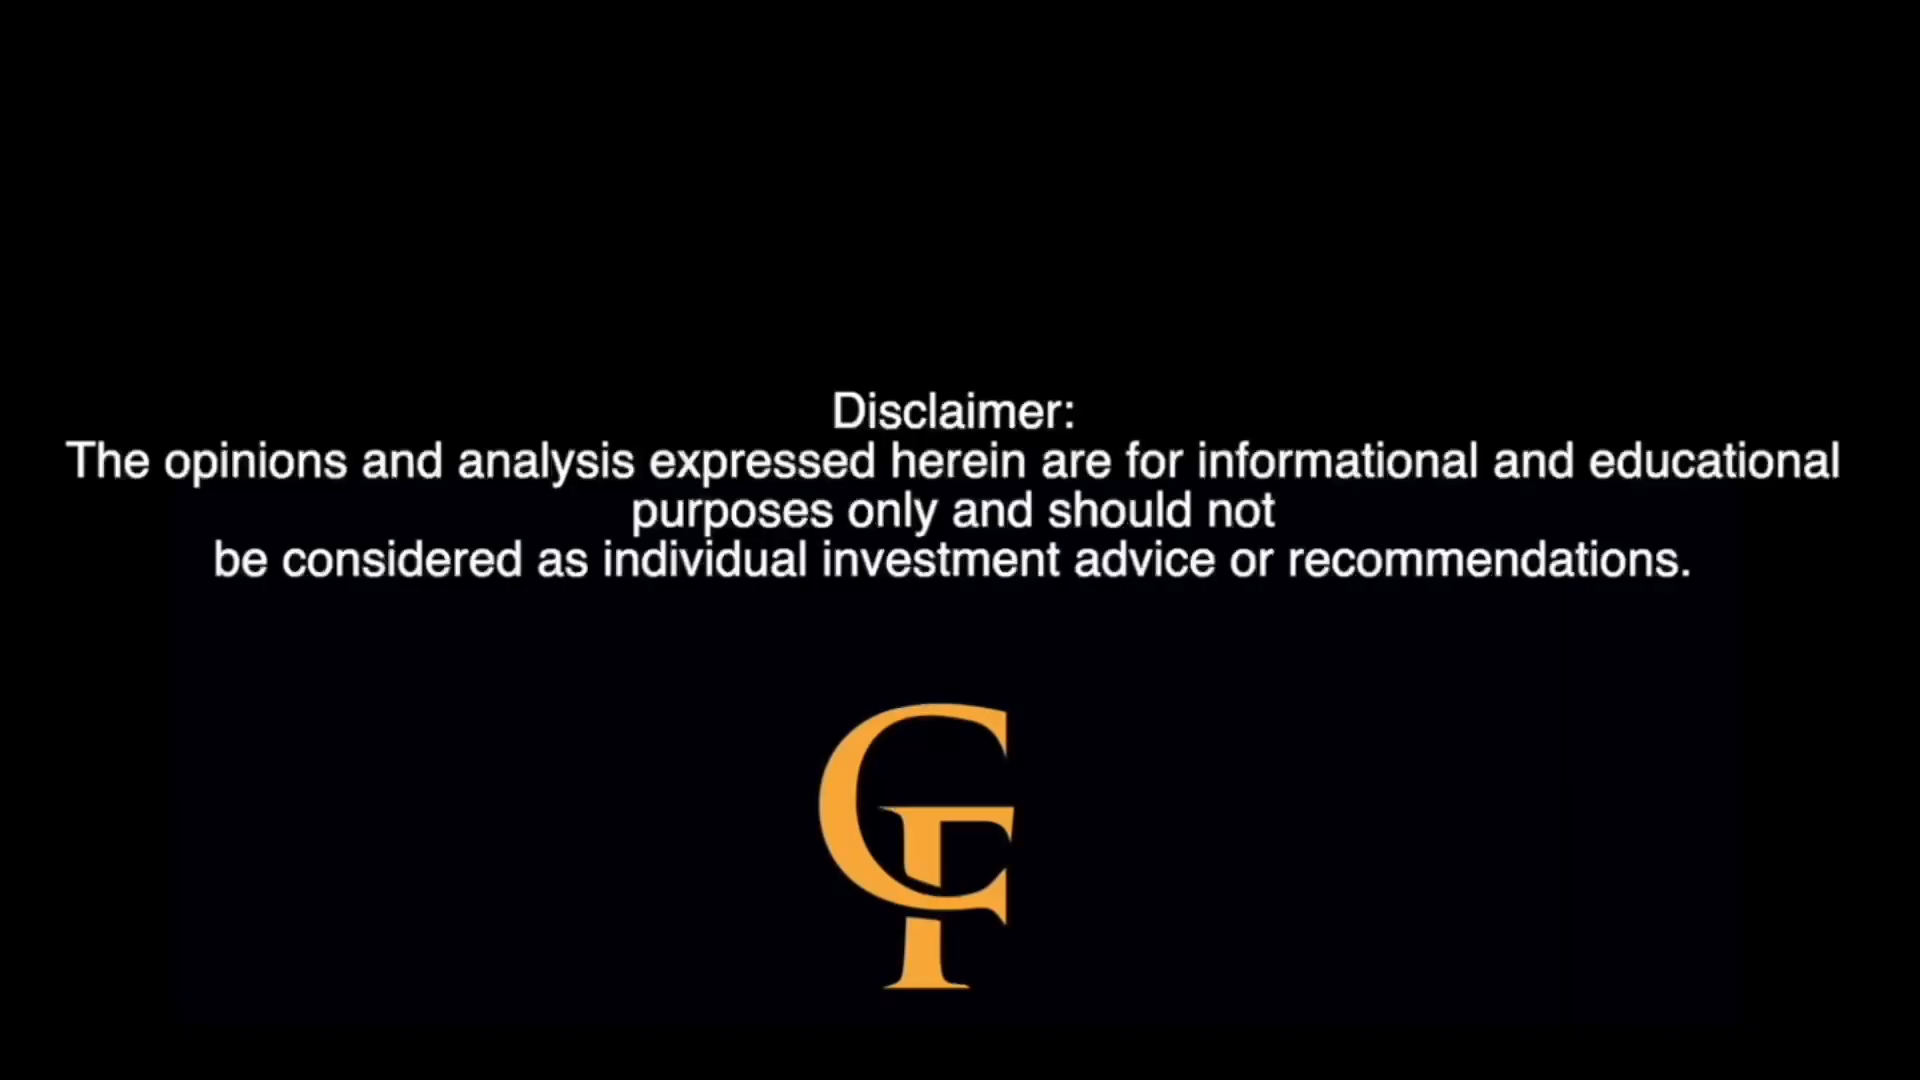 Disclaimer:
The opinions and analysis expressed herein are for informational and educational
purposes only and should not
be considered as individual investment advice or recommendations.
CF